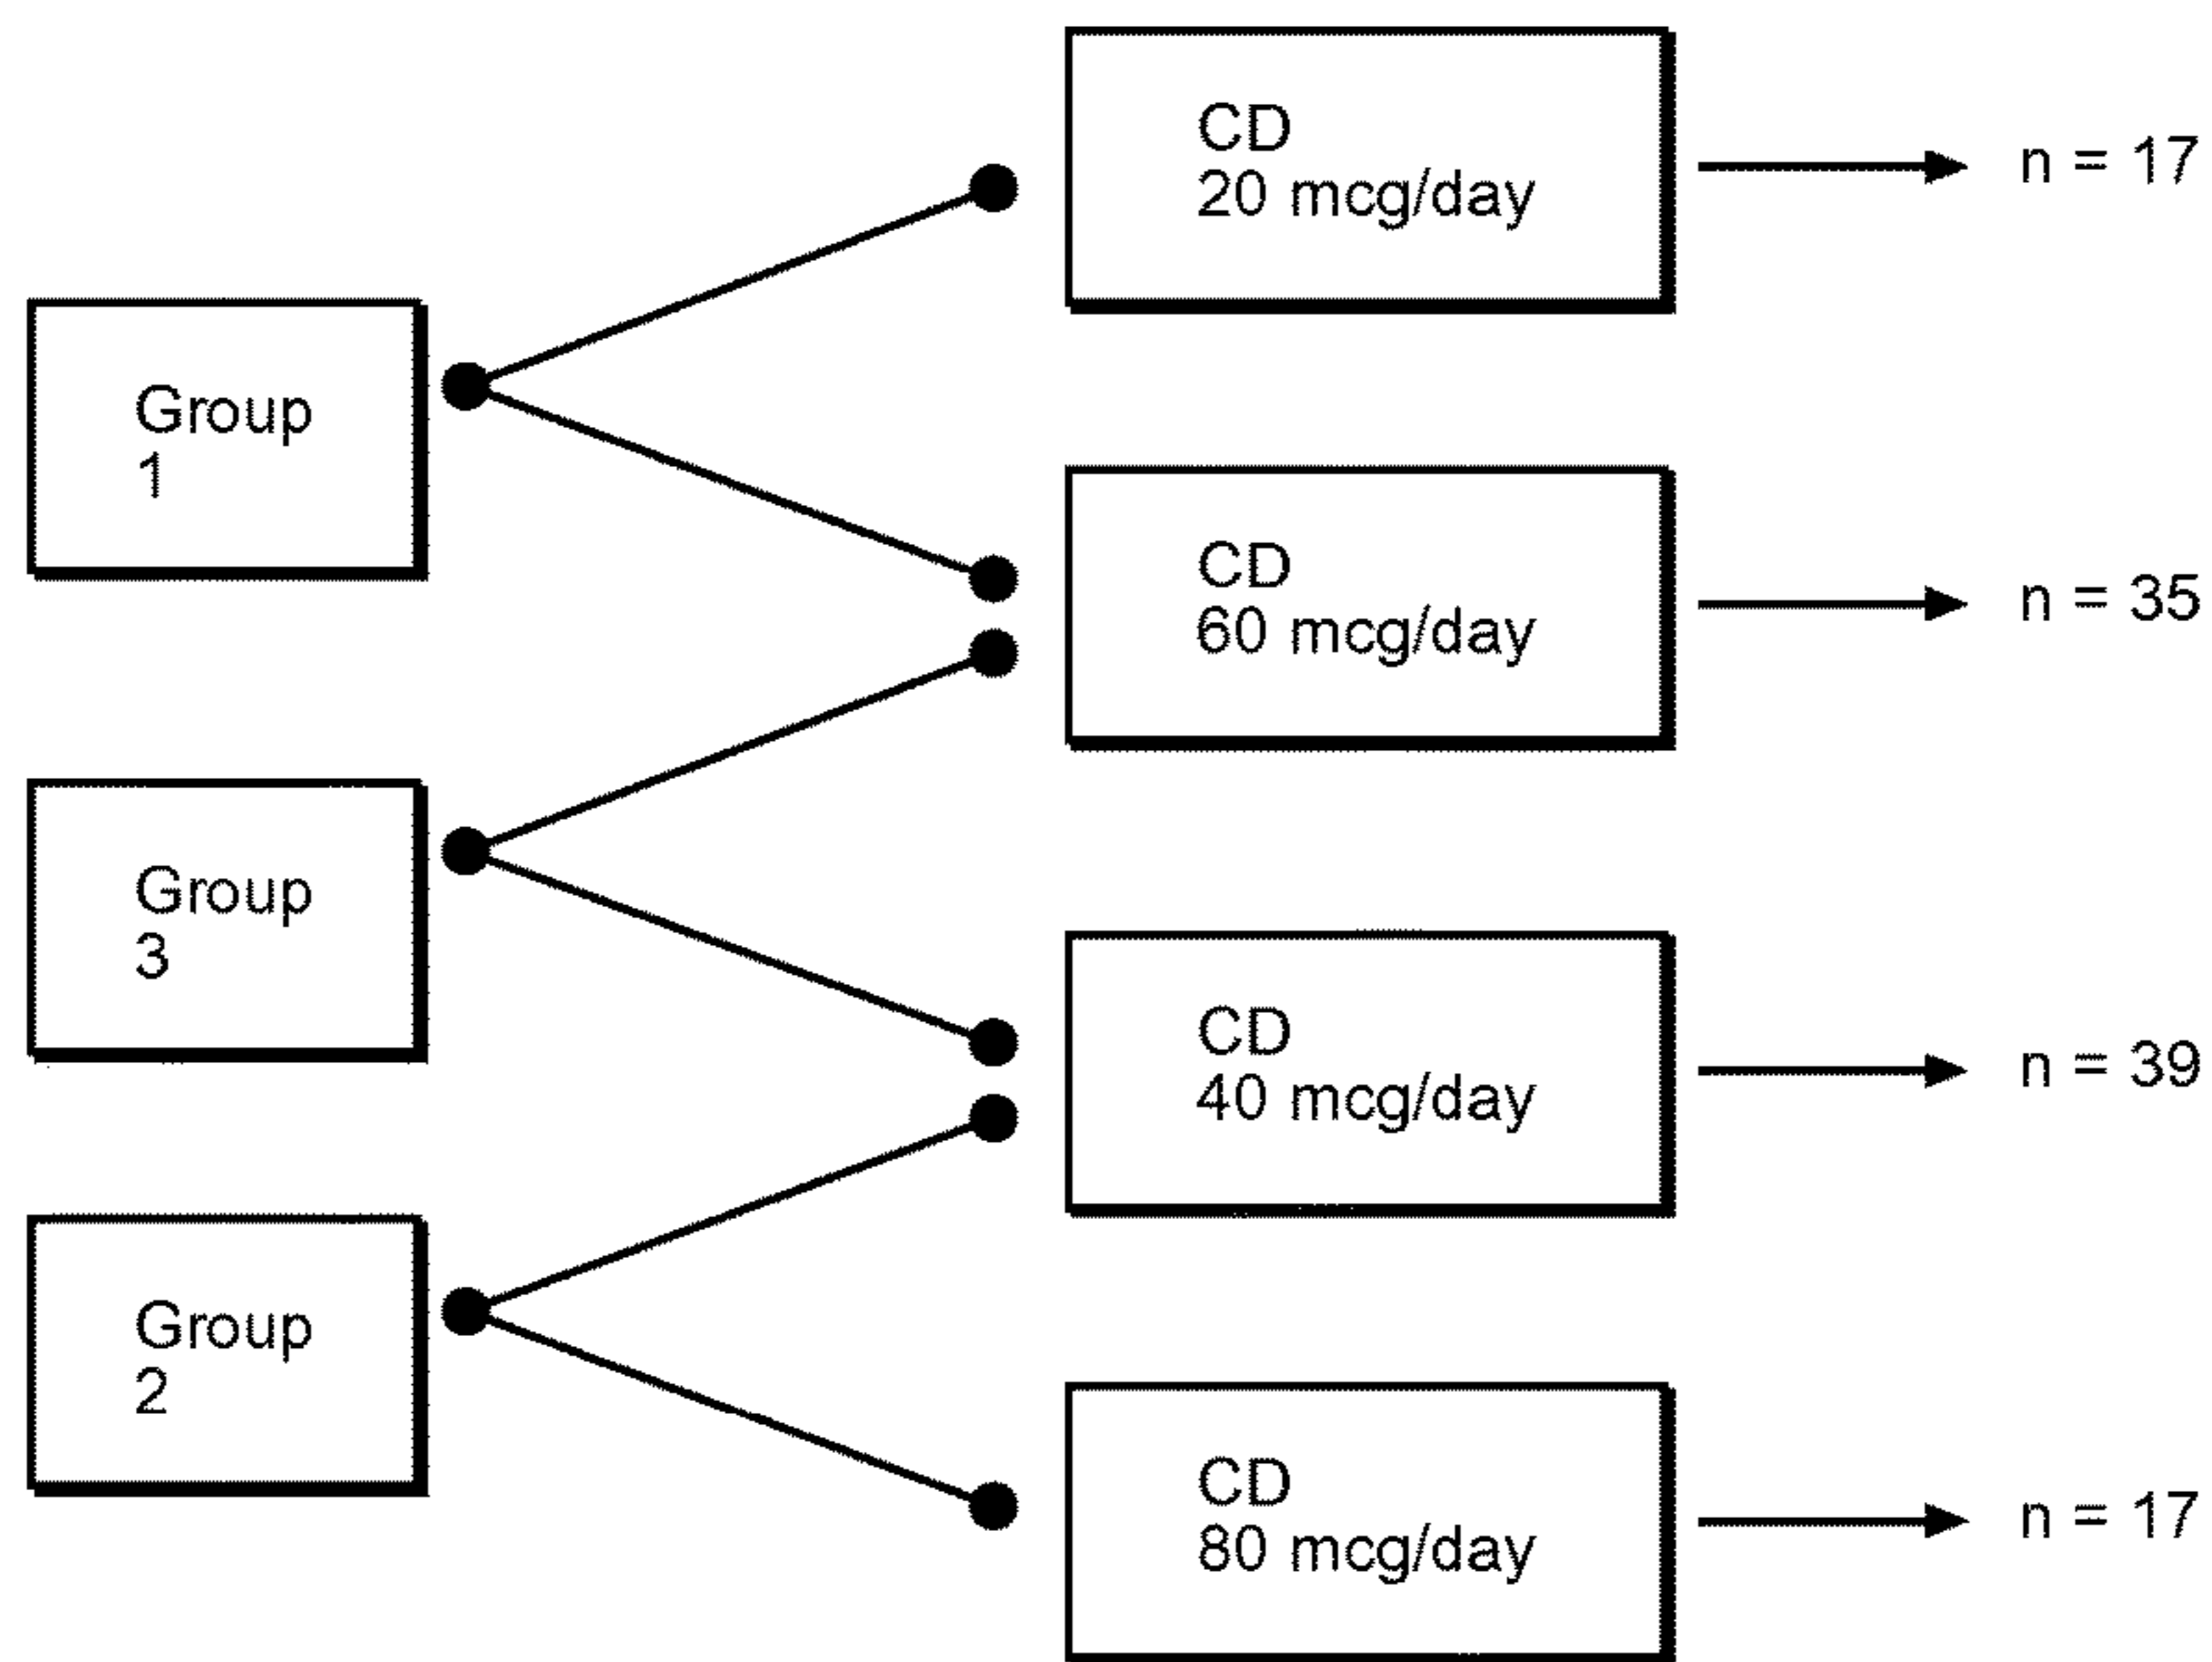 CD
20 mcg/day
n = 17
Group
1
CD
60 mcg/day
n = 35
Group
3
CD
40 mcg/day
n = 39
Group
2
CD
80 mcg/day
n = 17